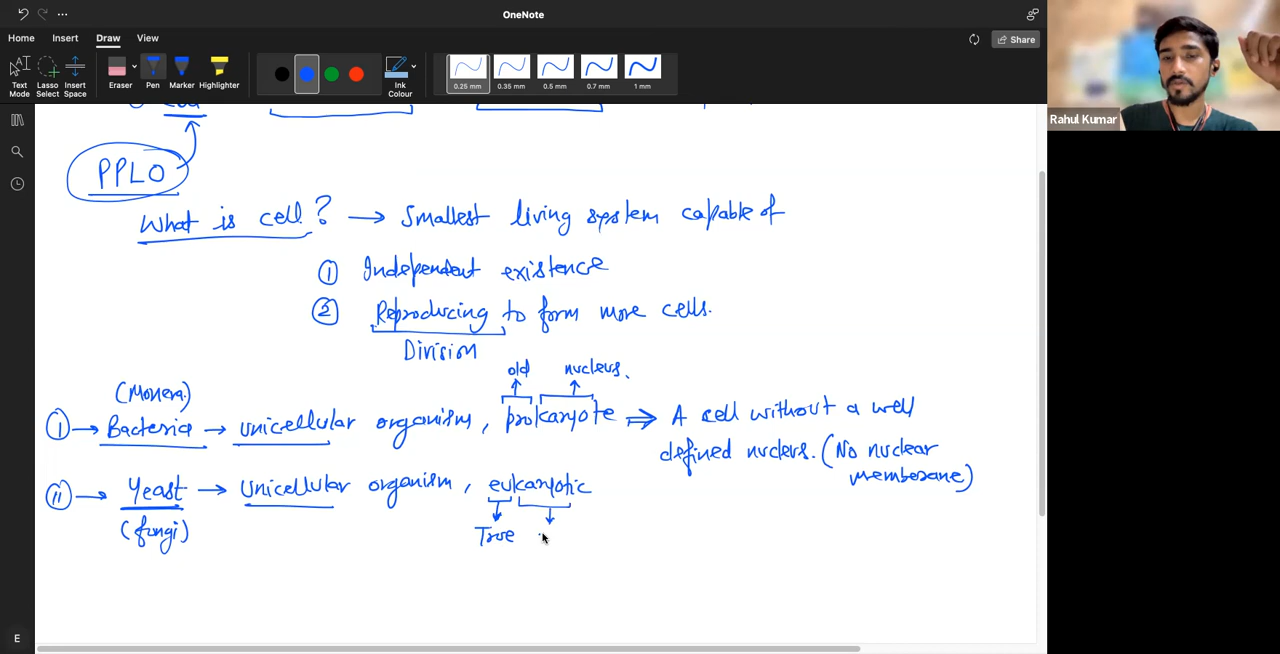 OneNote
Home Insert Draw View
Share
Text Mode Lasso Select Insert Space Eraser Pen Marker Highlighter Ink Colour 0.25 mm 0.35 mm 0.5 mm 0.7 mm 1 mm
Rahul Kumar
PPLO
What is cell? → Smallest living system capable of
① Independent existence
② Reproducing to form more cells.
Division
old nucleus.
(Monera)
① → Bacteria → unicellular organism, prokaryote ⇒ A cell without a well
defined nucleus. (No nuclear
membrane)
⑪ → Yeast → unicellular organism, eukaryotic
(fungi)
True
E